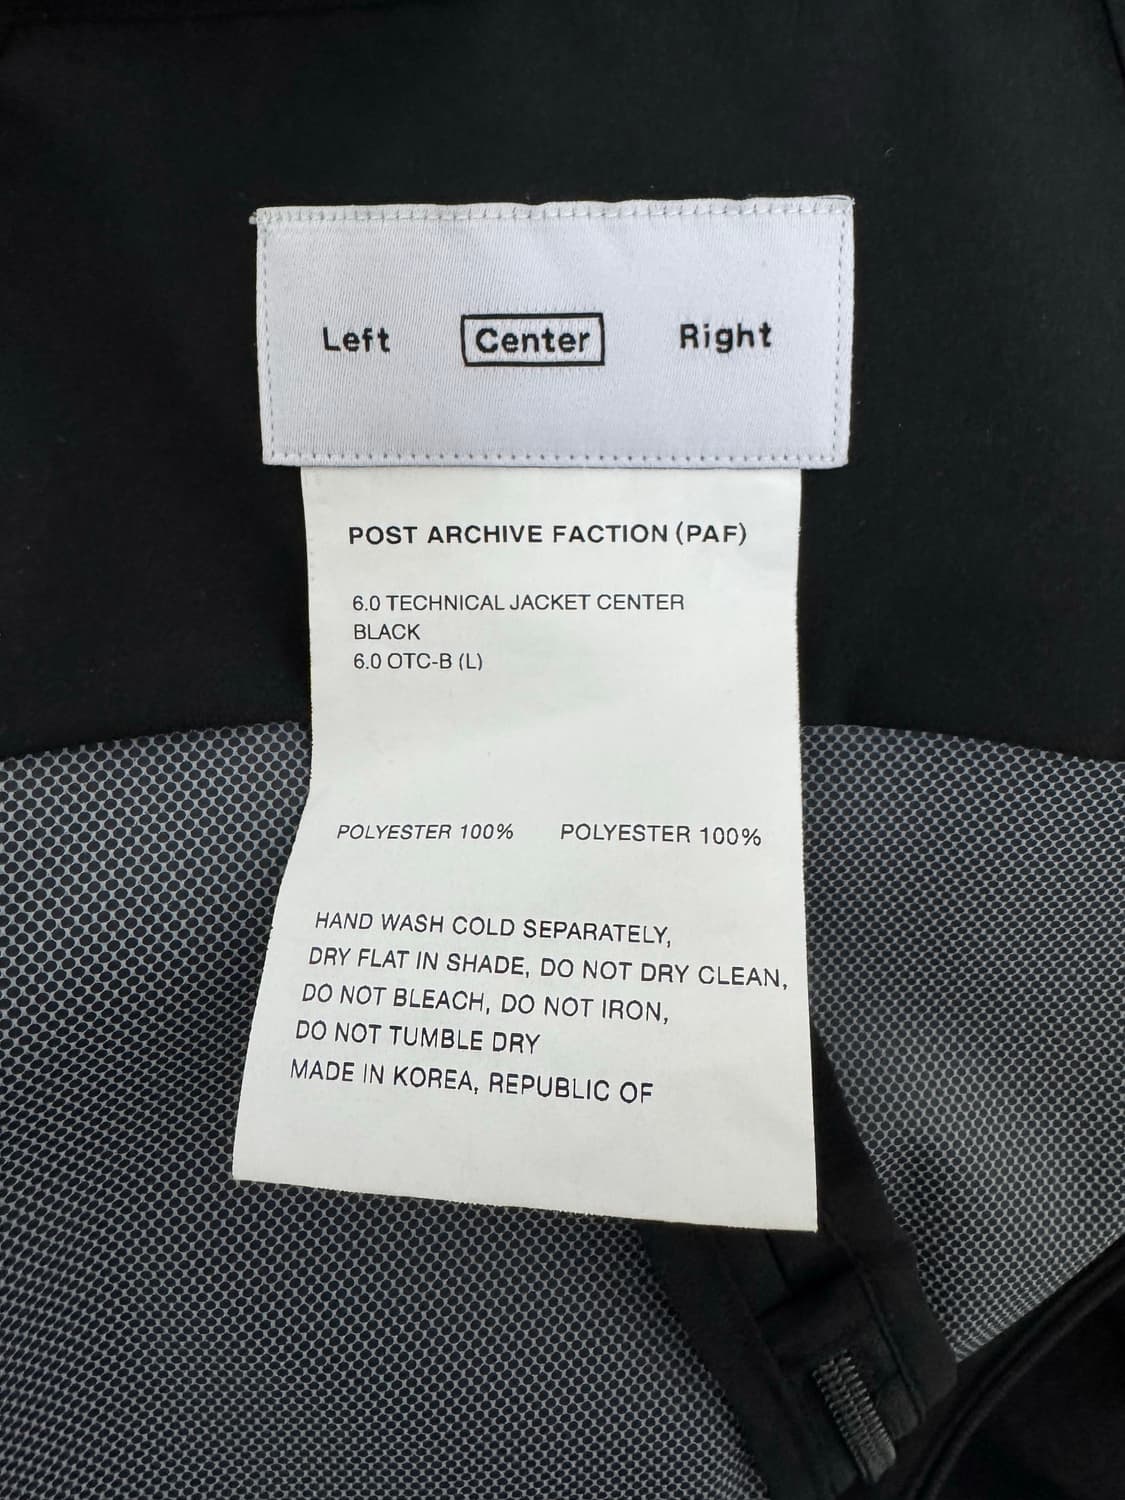 Left Center Right
POST ARCHIVE FACTION (PAF)
6.0 TECHNICAL JACKET CENTER
BLACK
6.0 OTC-B (L)
POLYESTER 100% POLYESTER 100%
HAND WASH COLD SEPARATELY,
DRY FLAT IN SHADE, DO NOT DRY CLEAN,
DO NOT BLEACH, DO NOT IRON,
DO NOT TUMBLE DRY
MADE IN KOREA, REPUBLIC OF